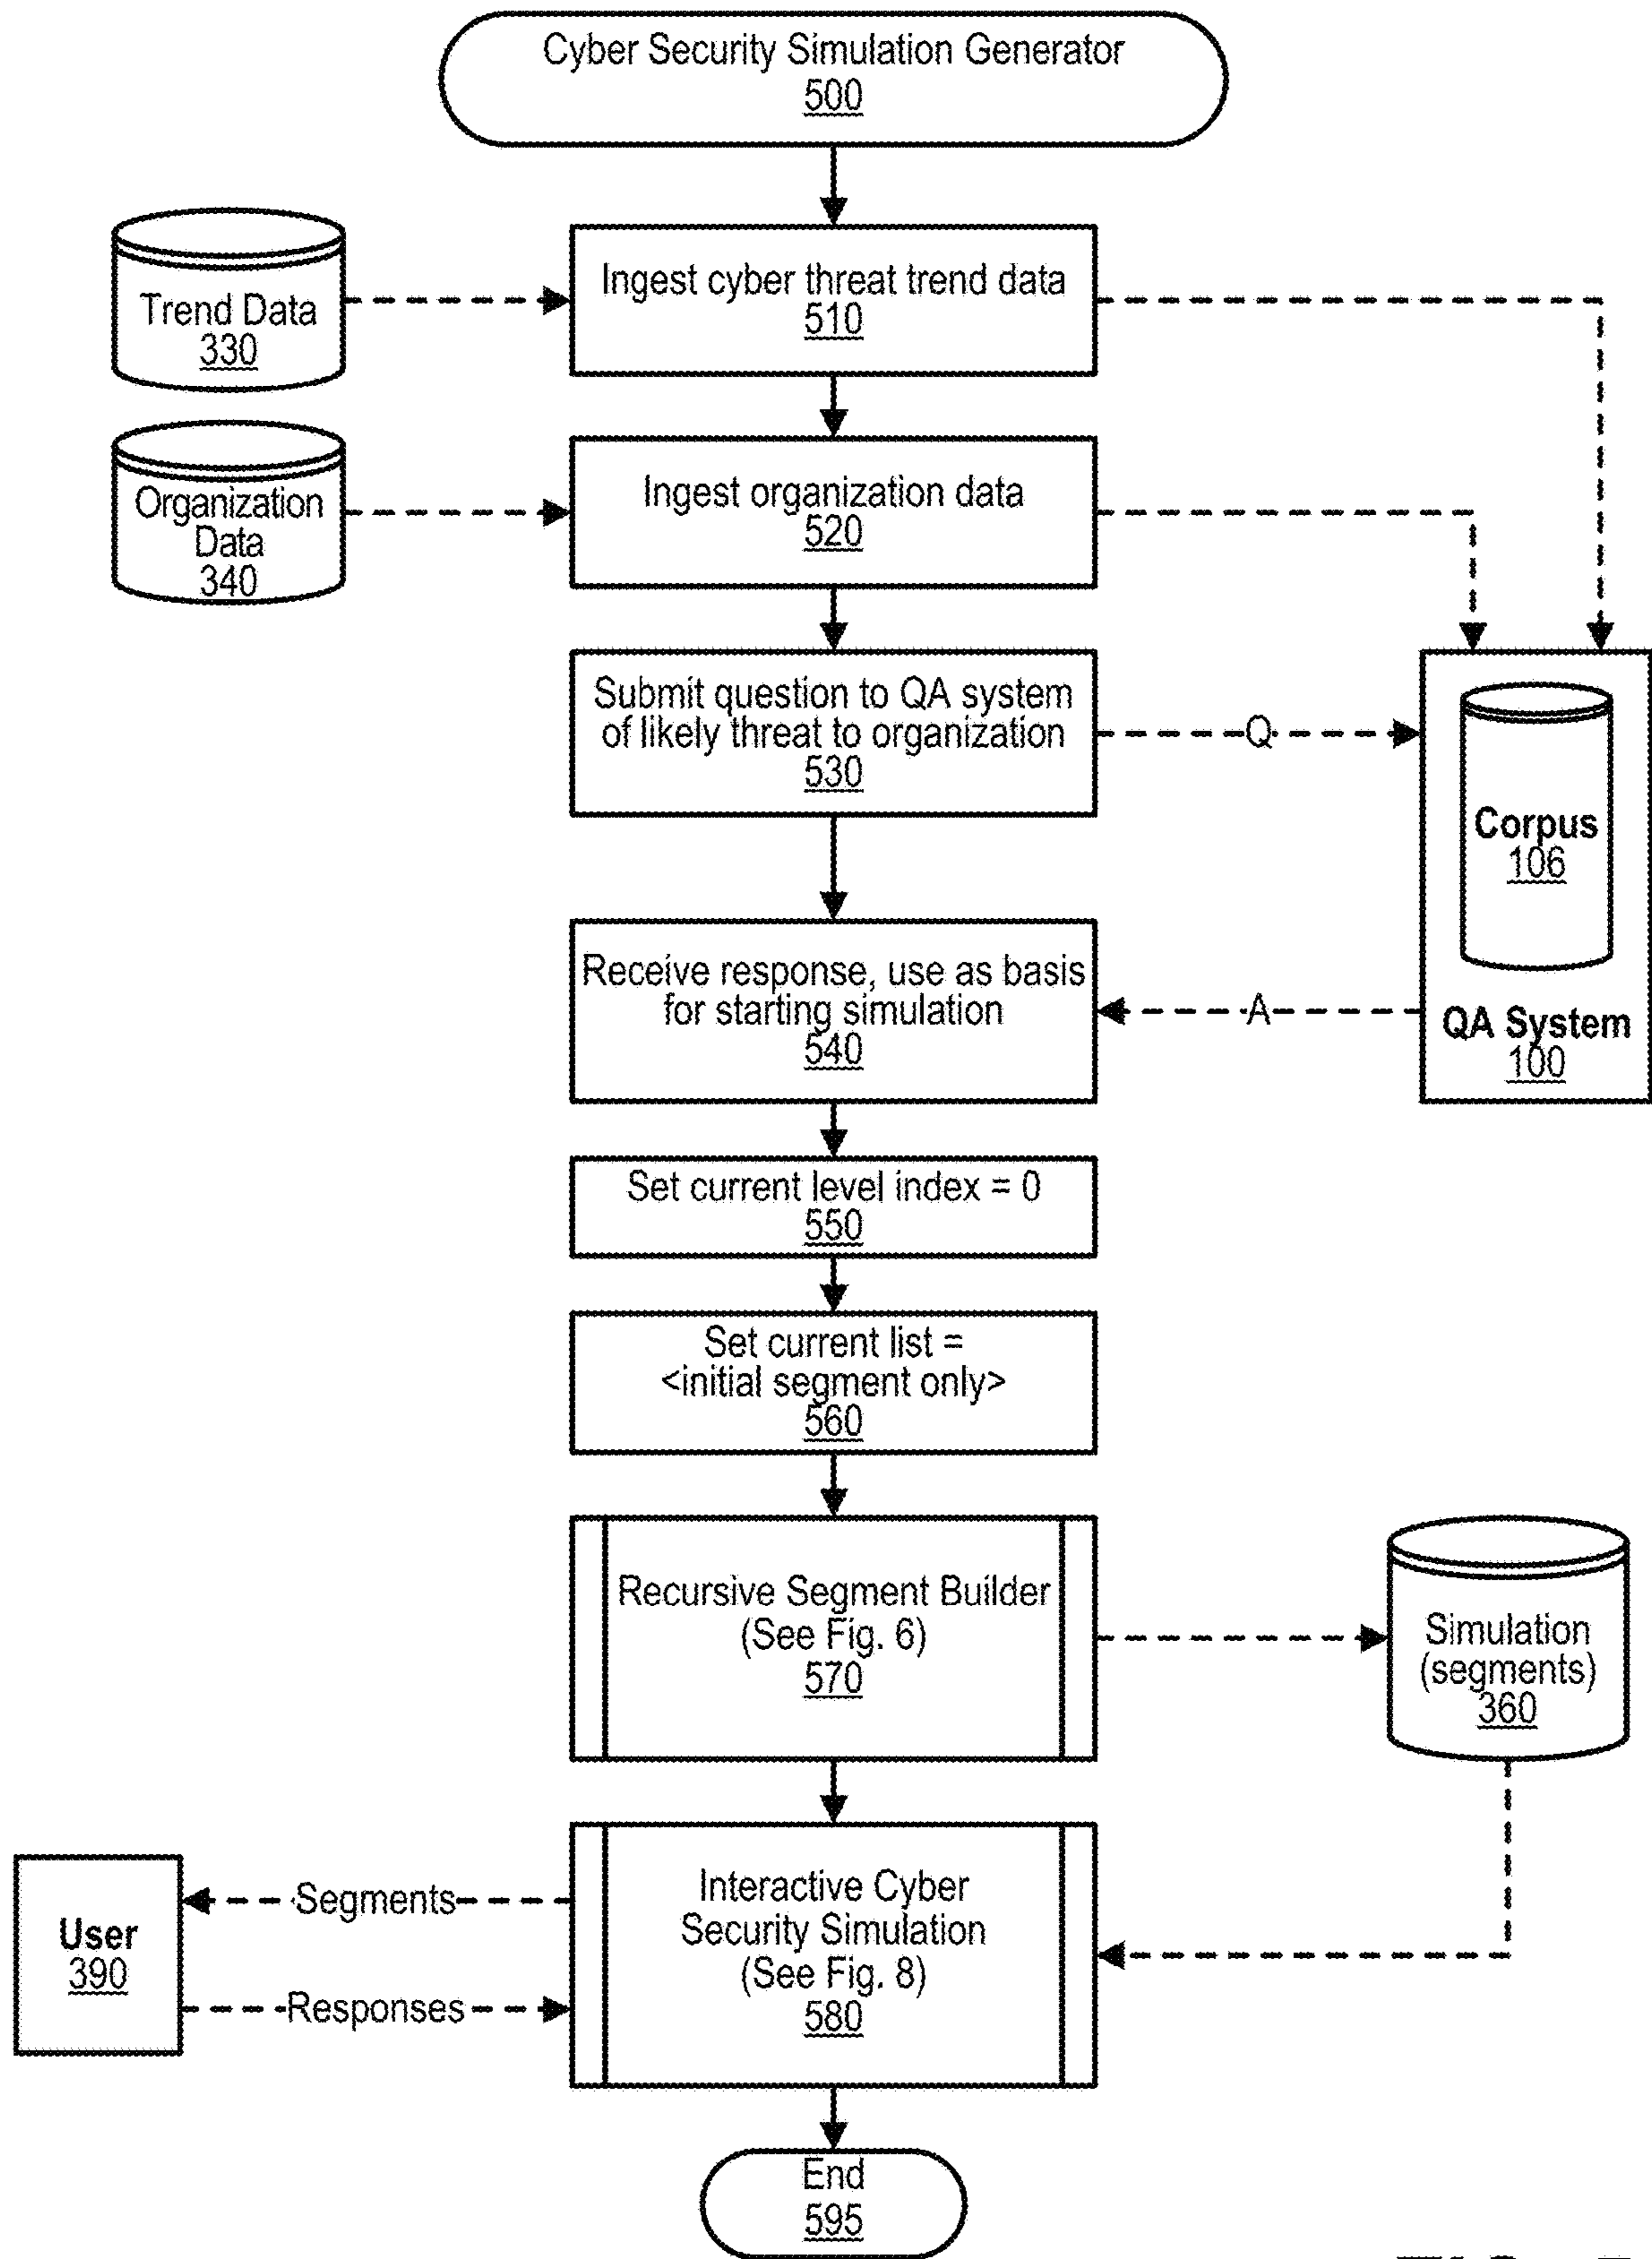 Cyber Security Simulation Generator
500
Trend Data
330
Ingest cyber threat trend data
510
Organization
Data
340
Ingest organization data
520
Submit question to QA system
of likely threat to organization
530
Q
Corpus
106
QA System
100
Receive response, use as basis
for starting simulation
540
A
Set current level index = 0
550
Set current list =
<initial segment only>
560
Recursive Segment Builder
(See Fig. 6)
570
Simulation
(segments)
360
Interactive Cyber
Security Simulation
(See Fig. 8)
580
Segments
User
390
Responses
End
595